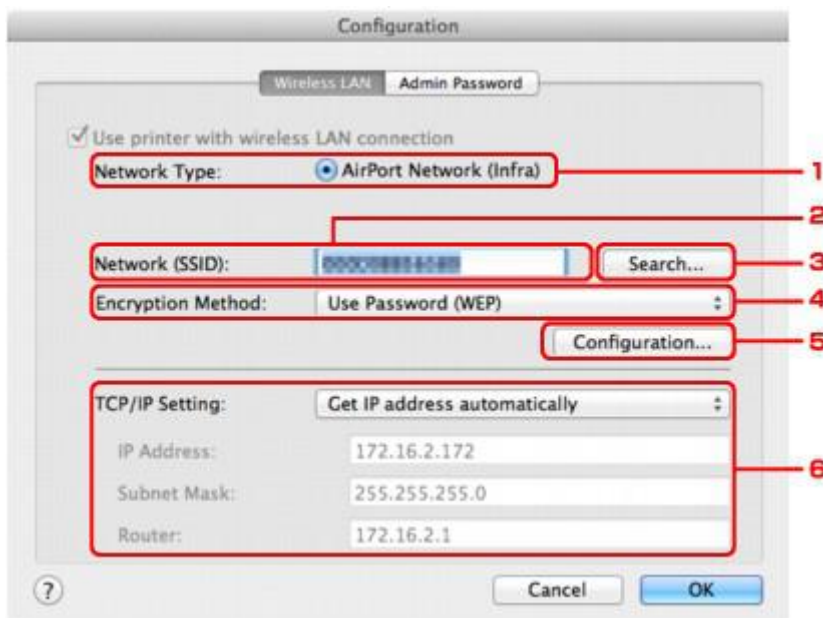 Configuration
Wireless LAN Admin Password
Use printer with wireless LAN connection
Network Type: AirPort Network (Infra) 1
2
Network (SSID): Search... 3
Encryption Method: Use Password (WEP) 4
Configuration... 5
TCP/IP Setting: Get IP address automatically
IP Address: 172.16.2.172
6
Subnet Mask: 255.255.255.0
Router: 172.16.2.1
? Cancel OK